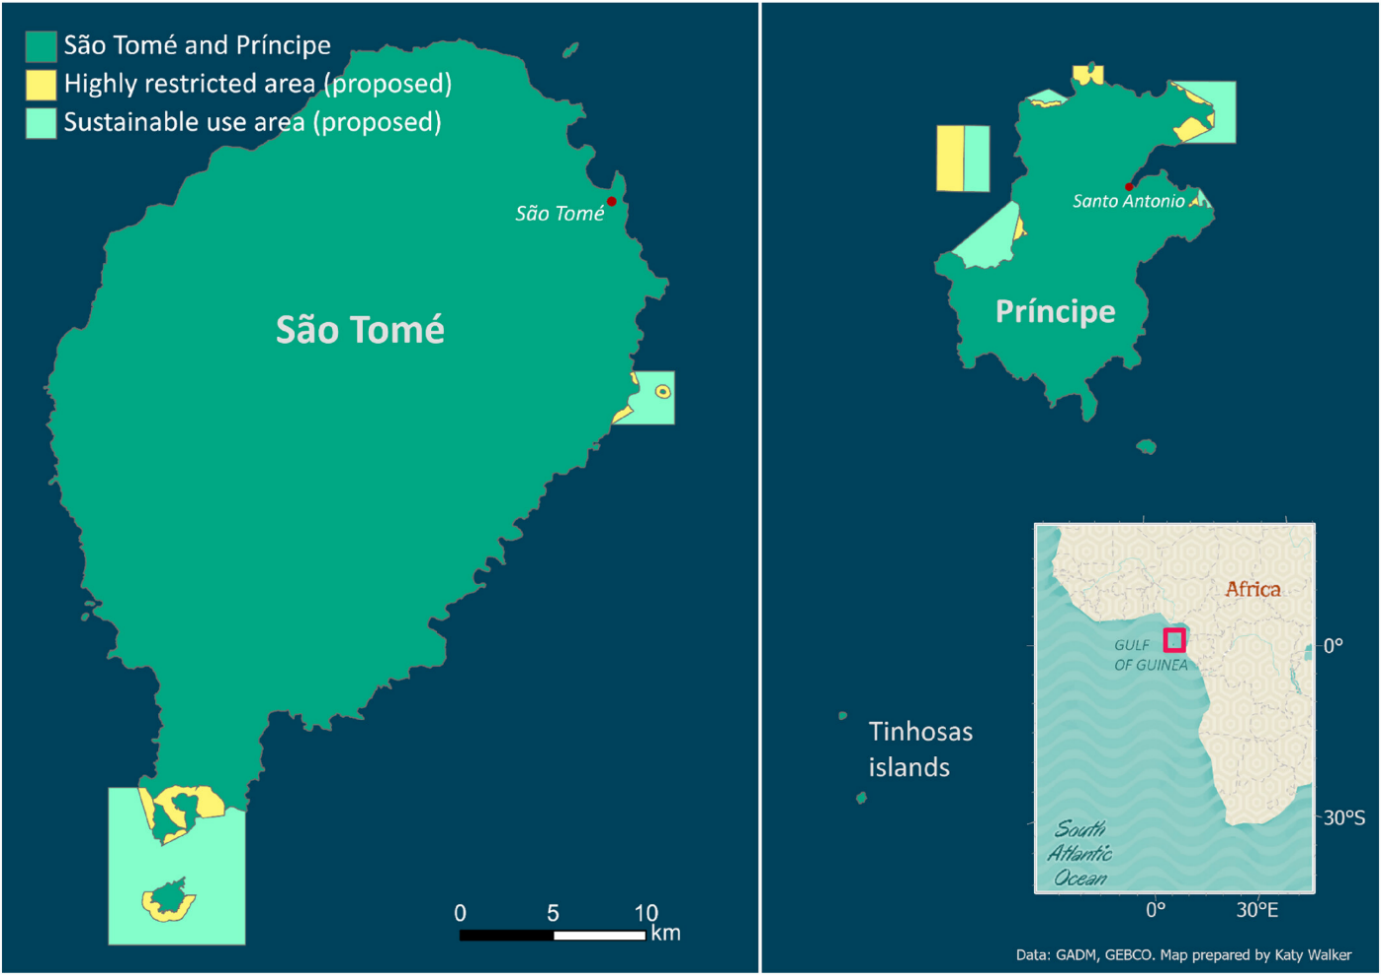 São Tomé and Príncipe
Highly restricted area (proposed)
Sustainable use area (proposed)
São Tomé
São Tomé
0 5 10
km
Santo Antonio
Príncipe
Tinhosas
islands
Africa
GULF
OF GUINEA
0°
30°S
South
Atlantic
Ocean
0° 30°E
Data: GADM, GEBCO. Map prepared by Katy Walker